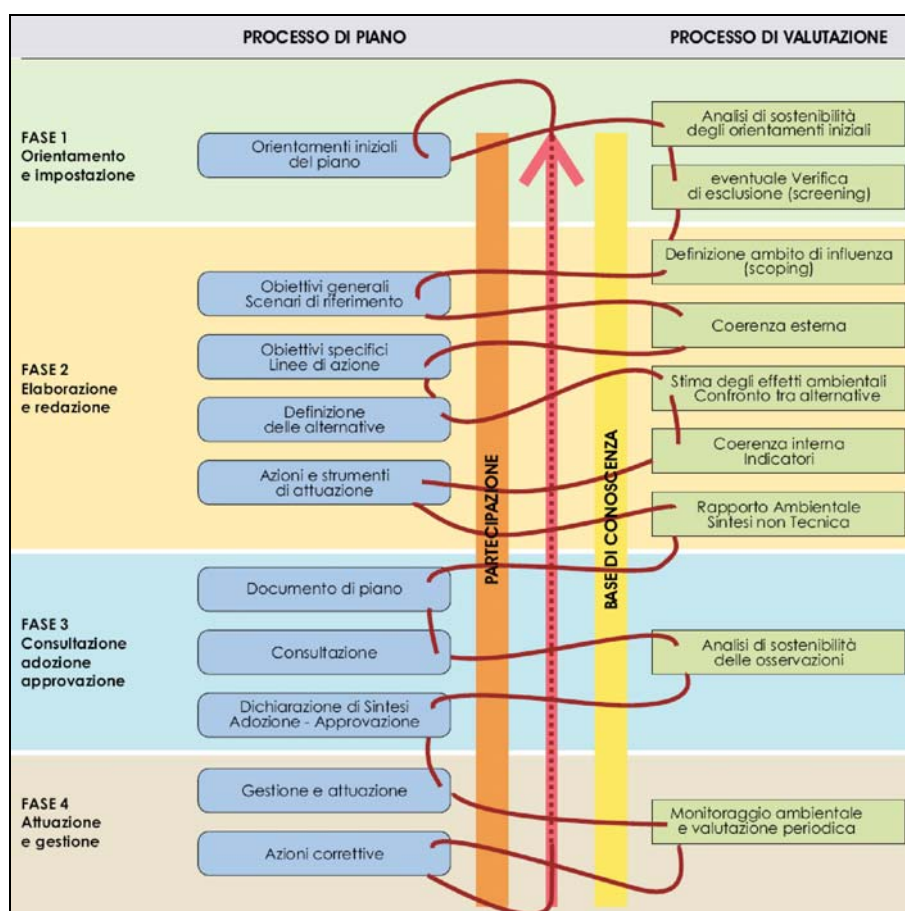 PROCESSO DI PIANO
PROCESSO DI VALUTAZIONE
FASE 1
Orientamento
e impostazione
Orientamenti iniziali
del piano
Analisi di sostenibilità
degli orientamenti iniziali
eventuale Verifica
di esclusione (screening)
FASE 2
Elaborazione
e redazione
Definizione ambito di influenza
(scoping)
Obiettivi generali
Scenari di riferimento
Coerenza esterna
Obiettivi specifici
Linee di azione
Stima degli effetti ambientali
Confronto tra alternative
Definizione
delle alternative
Coerenza interna
Indicatori
Azioni e strumenti
di attuazione
Rapporto Ambientale
Sintesi non Tecnica
PARTECIPAZIONE
BASE DI CONOSCENZA
FASE 3
Consultazione
adozione
approvazione
Documento di piano
Consultazione
Analisi di sostenibilità
delle osservazioni
Dichiarazione di Sintesi
Adozione - Approvazione
FASE 4
Attuazione
e gestione
Gestione e attuazione
Monitoraggio ambientale
e valutazione periodica
Azioni correttive